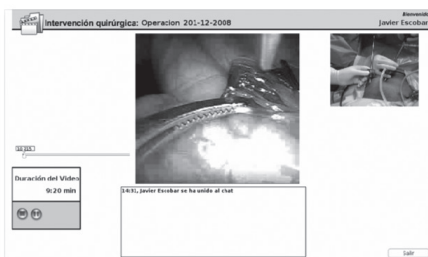 Bienvenido
Intervención quirúrgica: Operacion 201-12-2008
Javier Escobar
Duración del Video
9:20 min
14:31, Javier Escobar se ha unido al chat
Salir